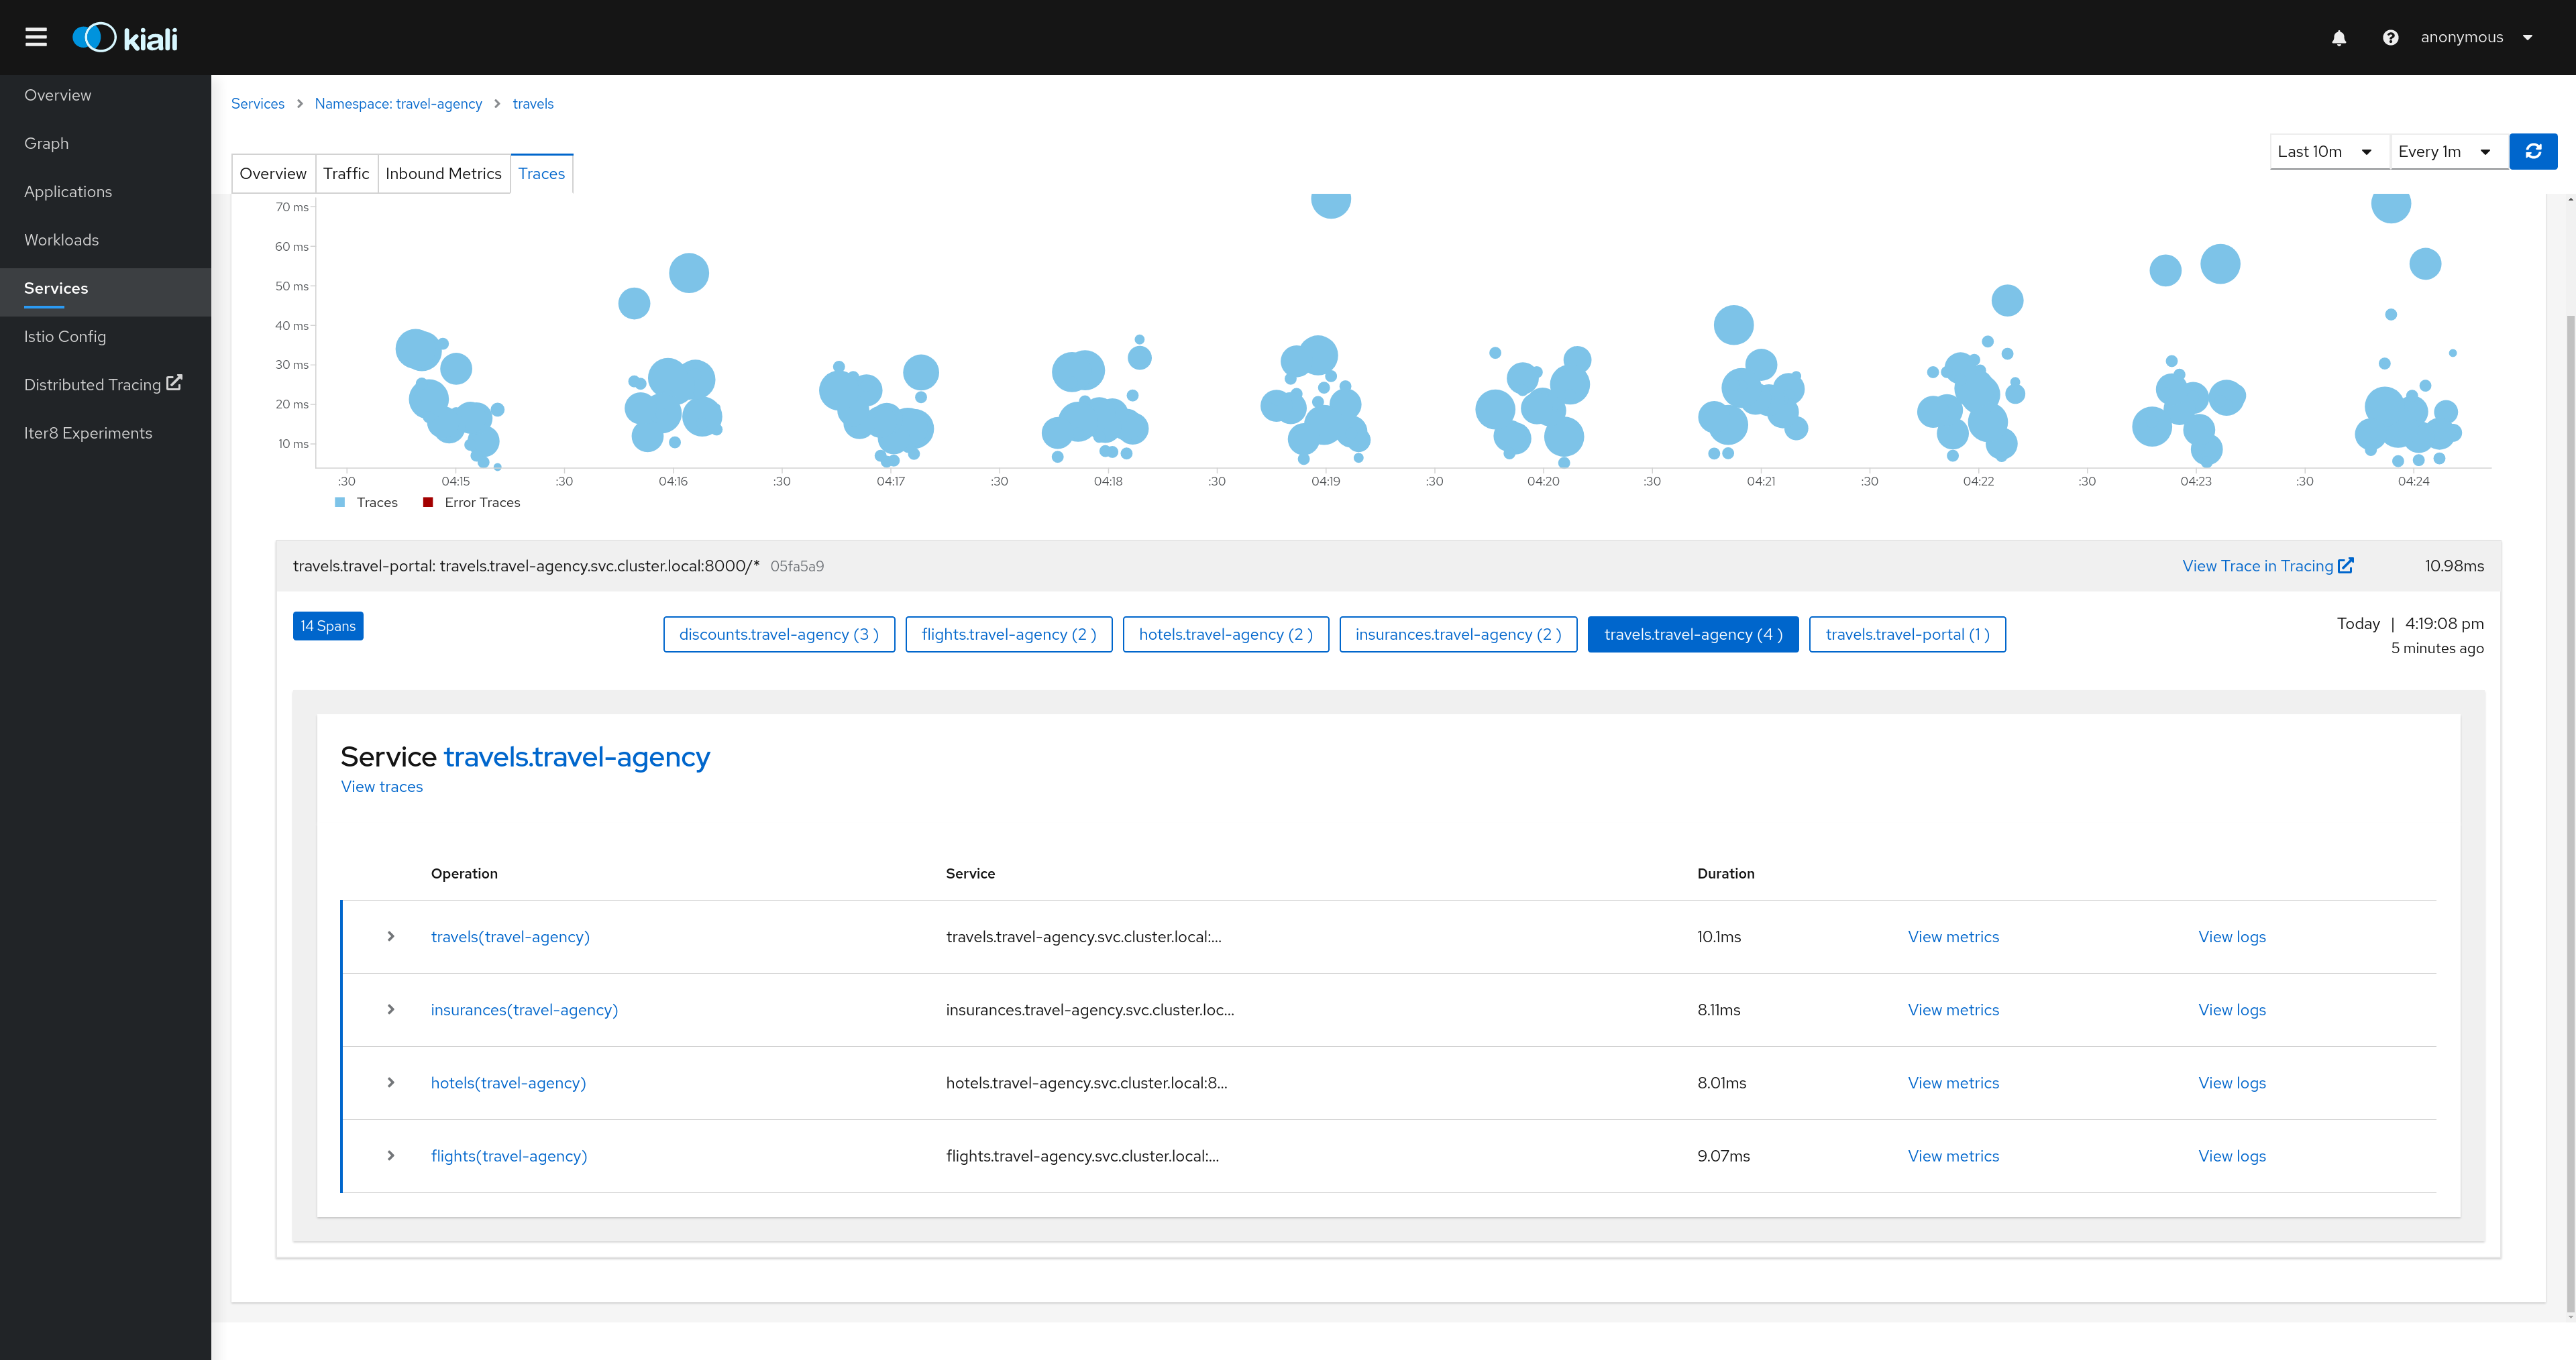 kiali
anonymous
Overview
Graph
Applications
Workloads
Services
Istio Config
Distributed Tracing
Iter8 Experiments
Services > Namespace: travel-agency > travels
Overview Traffic Inbound Metrics Traces
Last 10m Every 1m
70 ms
60 ms
50 ms
40 ms
30 ms
20 ms
10 ms
:30 04:15 :30 04:16 :30 04:17 :30 04:18 :30 04:19 :30 04:20 :30 04:21 :30 04:22 :30 04:23 :30 04:24
Traces Error Traces
travels.travel-portal: travels.travel-agency.svc.cluster.local:8000/* 05fa5a9 View Trace in Tracing 10.98ms
14 Spans discounts.travel-agency (3 ) flights.travel-agency (2 ) hotels.travel-agency (2 ) insurances.travel-agency (2 ) travels.travel-agency (4 ) travels.travel-portal (1 ) Today | 4:19:08 pm
5 minutes ago
Service travels.travel-agency
View traces
Operation Service Duration
travels(travel-agency) travels.travel-agency.svc.cluster.local:... 10.1ms View metrics View logs
insurances(travel-agency) insurances.travel-agency.svc.cluster.loc... 8.11ms View metrics View logs
hotels(travel-agency) hotels.travel-agency.svc.cluster.local:8... 8.01ms View metrics View logs
flights(travel-agency) flights.travel-agency.svc.cluster.local:... 9.07ms View metrics View logs